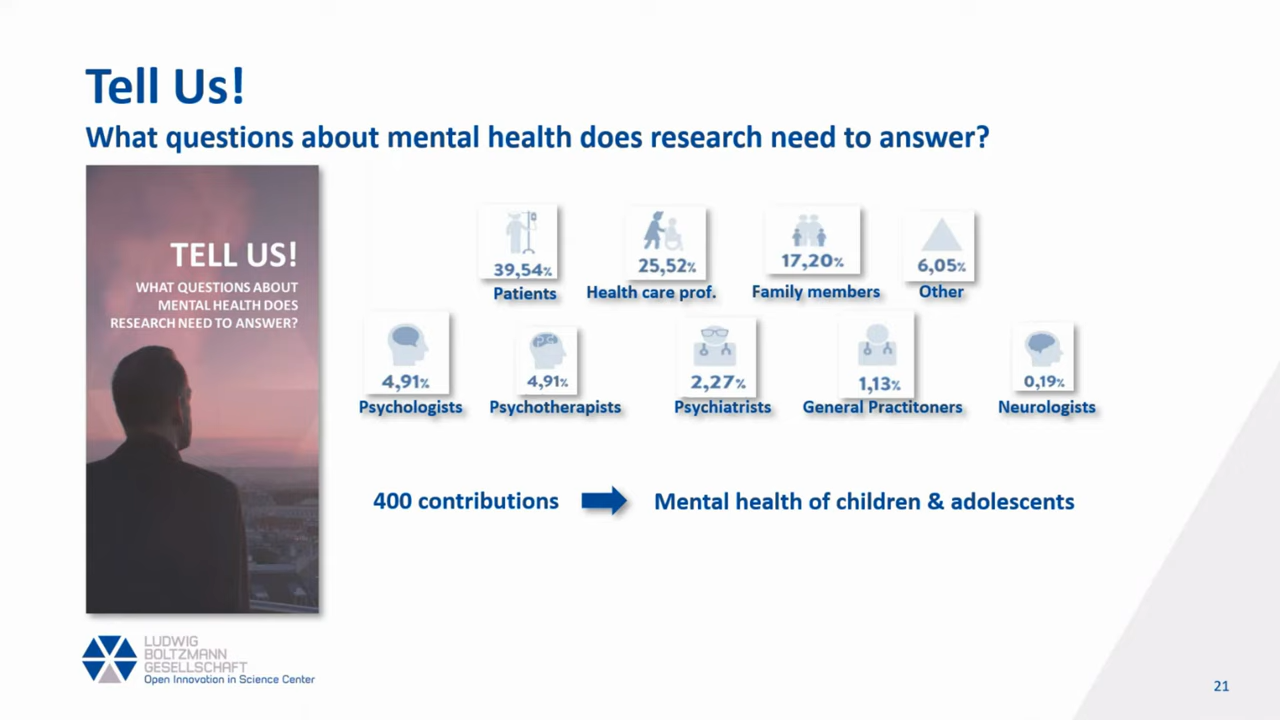 Tell Us!
What questions about mental health does research need to answer?
TELL US!
WHAT QUESTIONS ABOUT
MENTAL HEALTH DOES
RESEARCH NEED TO ANSWER?
39,54%
Patients
25,52%
Health care prof.
17,20%
Family members
6,05%
Other
4,91%
Psychologists
4,91%
Psychotherapists
2,27%
Psychiatrists
1,13%
General Practitoners
0,19%
Neurologists
400 contributions
Mental health of children & adolescents
LUDWIG
BOLTZMANN
GESELLSCHAFT
Open Innovation in Science Center
21